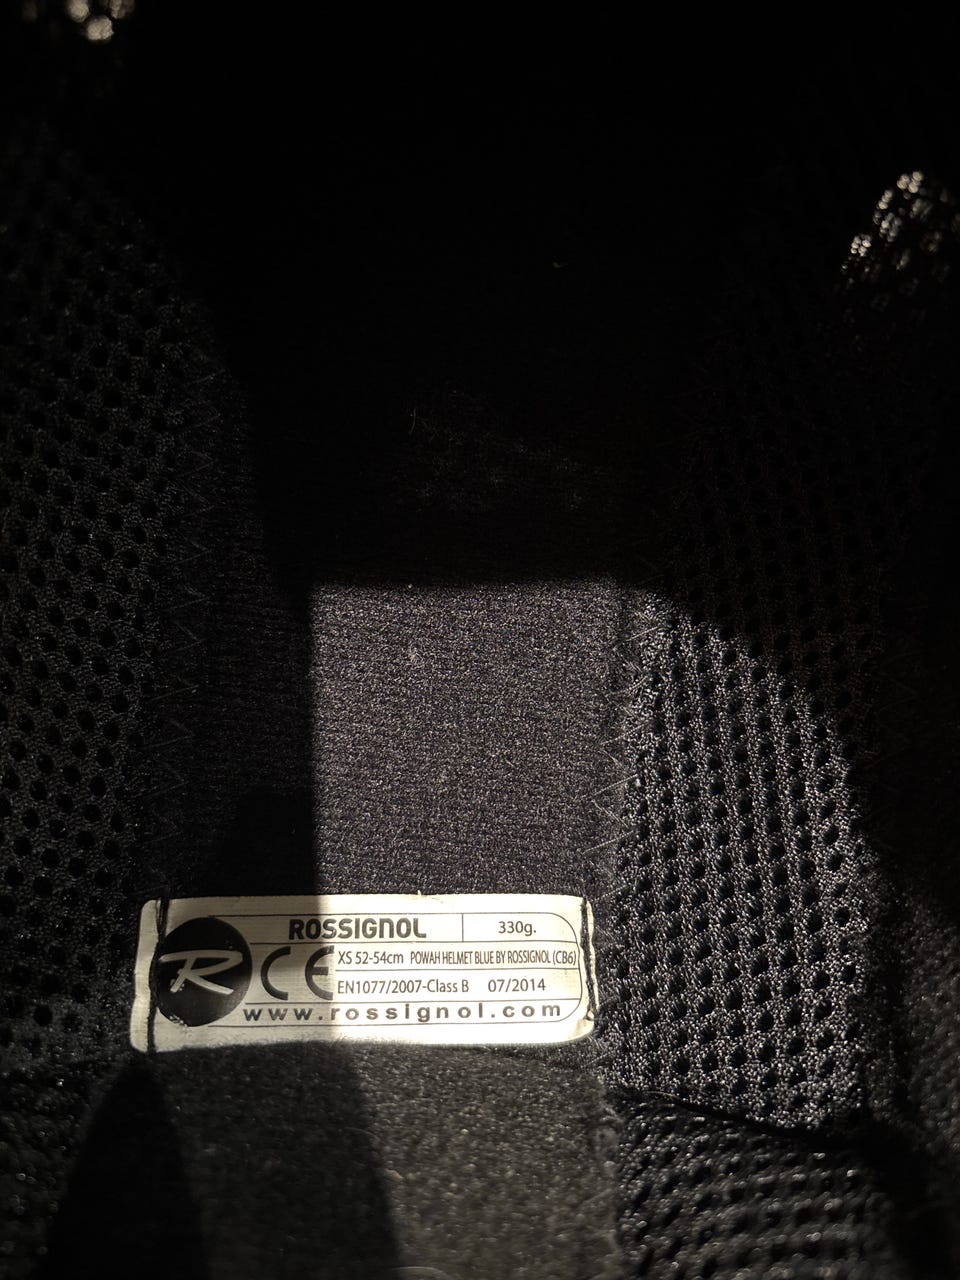 ROSSIGNOL 330g.
R CE XS 52-54cm POWAH HELMET BLUE BY ROSSIGNOL (CB6)
EN1077/2007-Class B 07/2014
www.rossignol.com